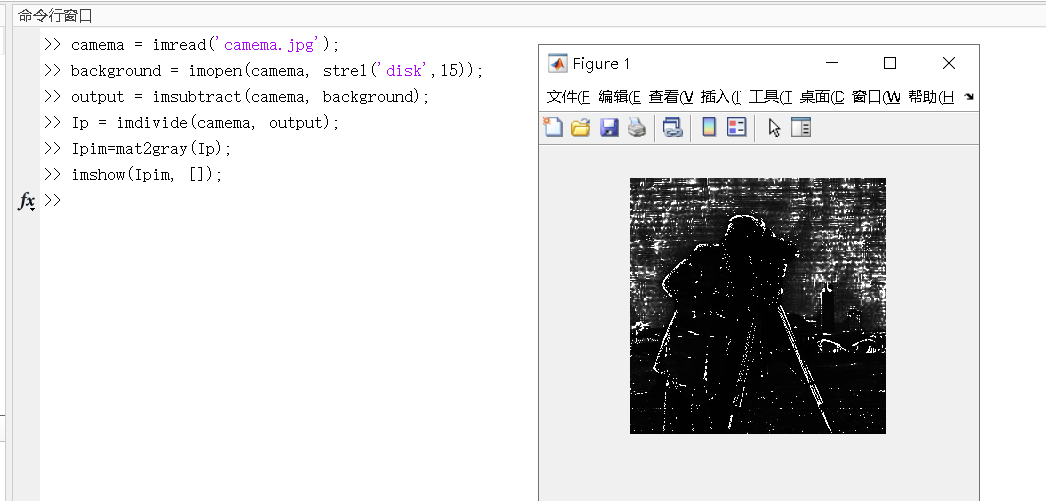 命令行窗口
>> camema = imread('camema.jpg');
>> background = imopen(camema, strel('disk',15));
>> output = imsubtract(camema, background);
>> Ip = imdivide(camema, output);
>> Ipim=mat2gray(Ip);
>> imshow(Ipim, []);
fx >>
Figure 1
文件(F 编辑(E 查看(V 插入(I 工具(T 桌面(D 窗口(W 帮助(H